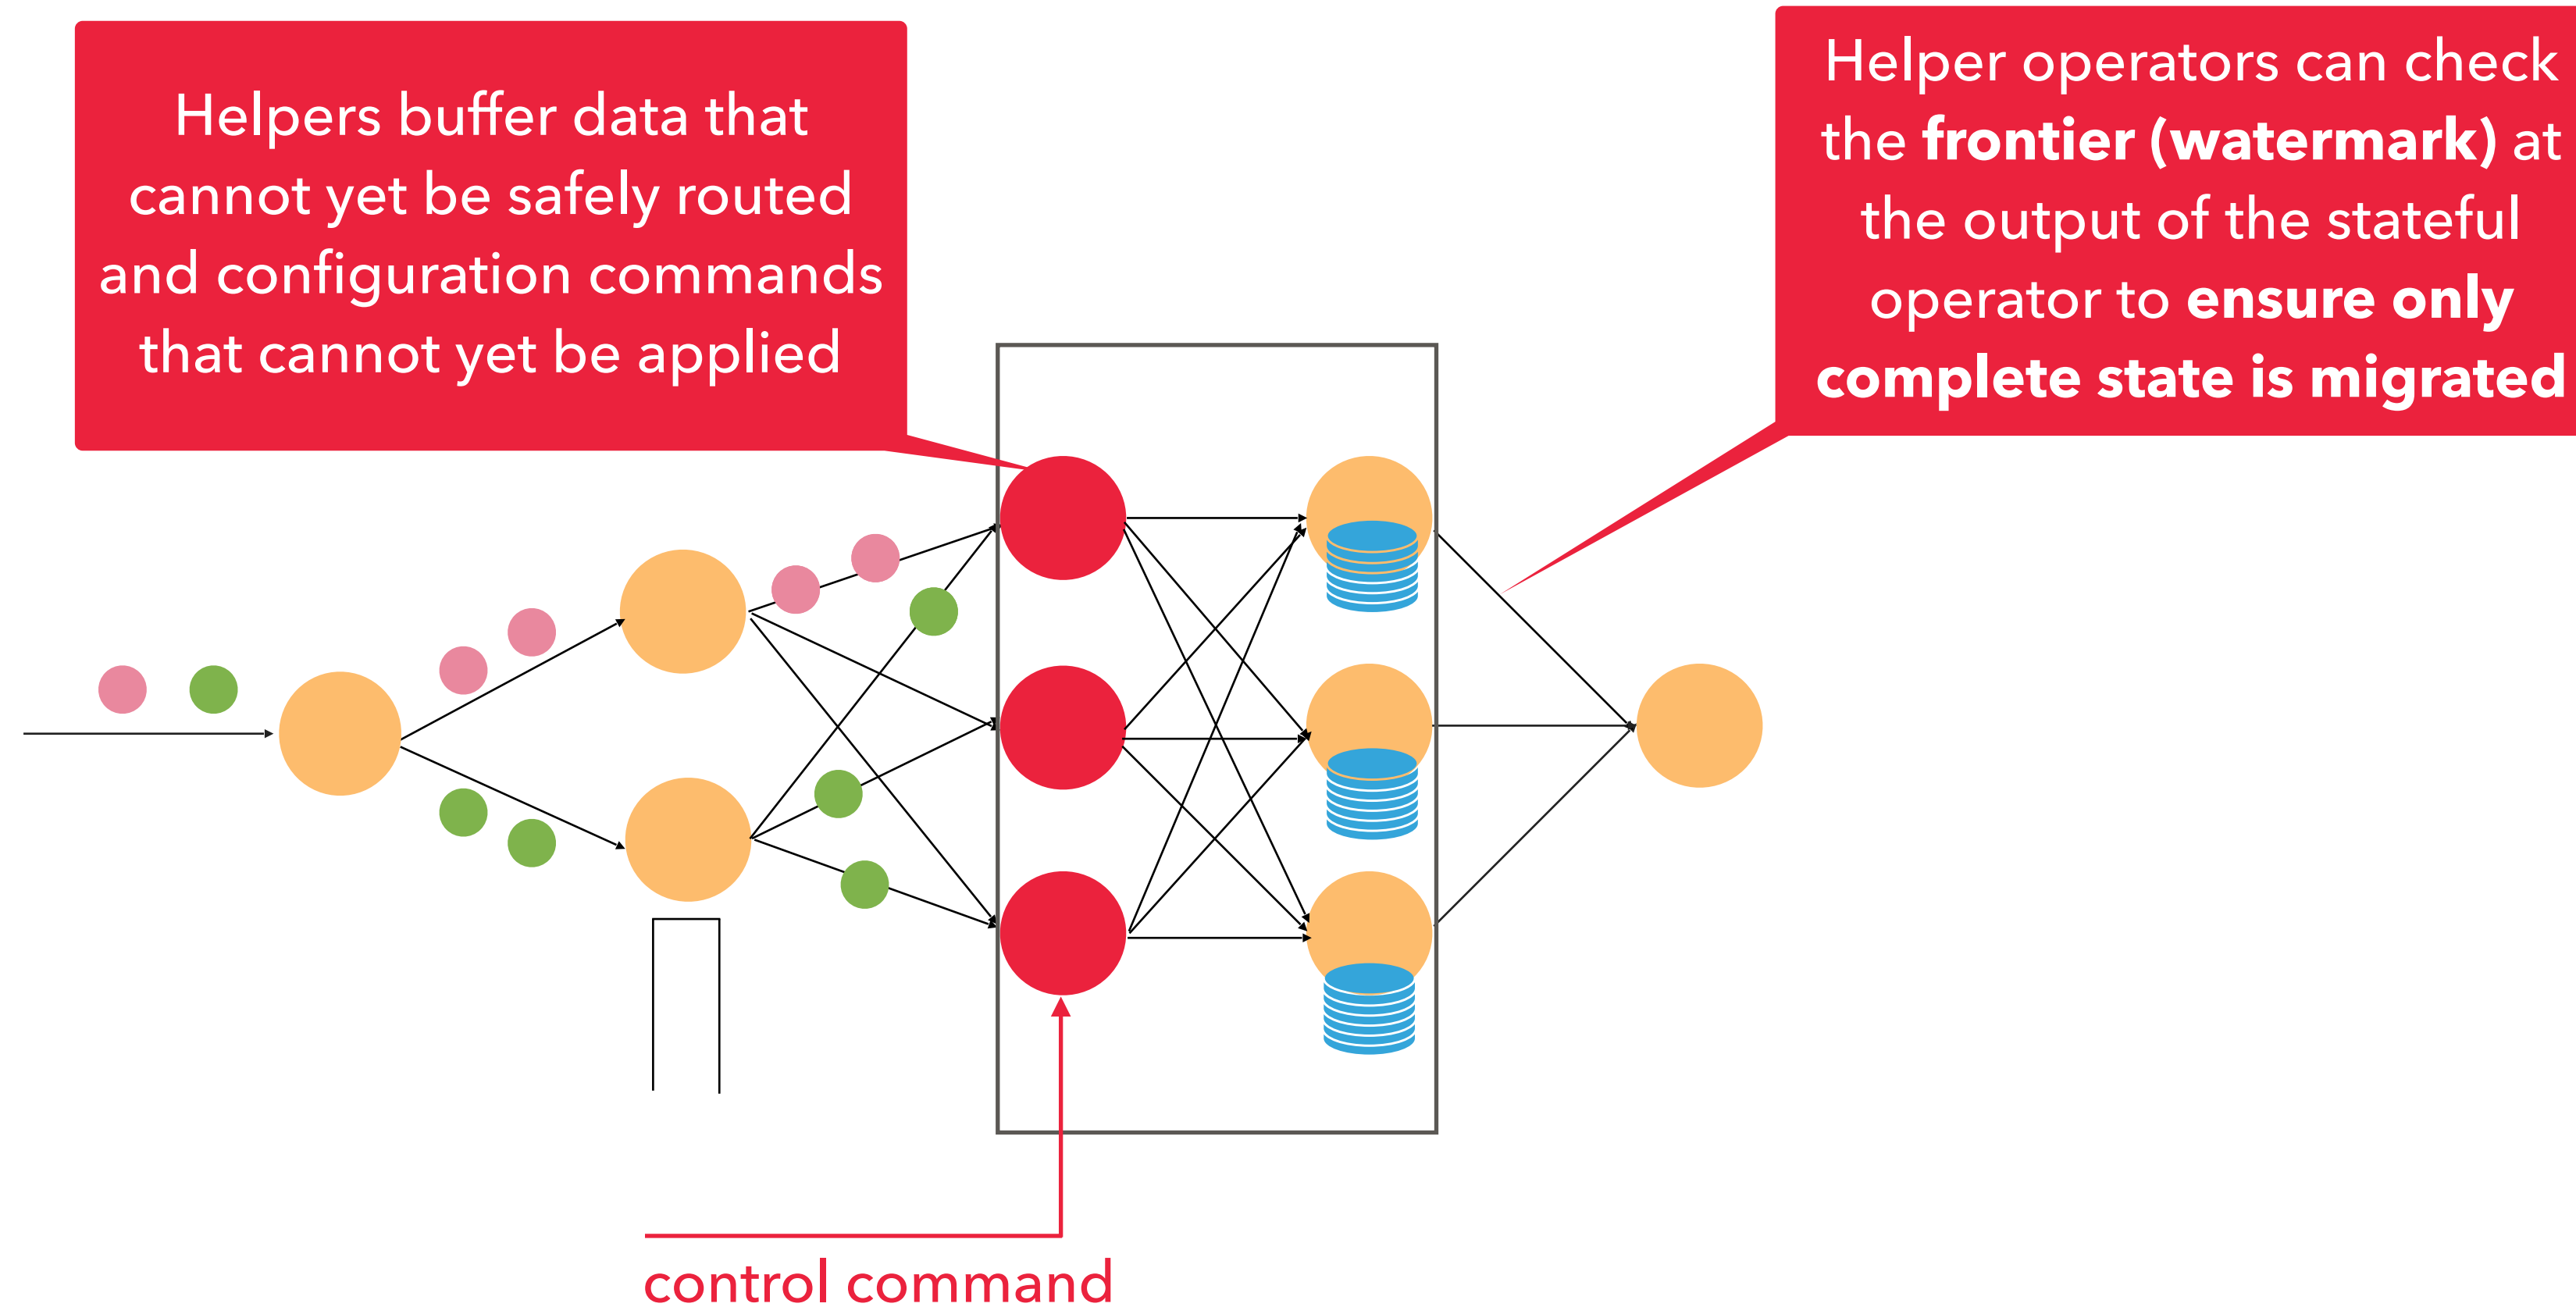 Helpers buffer data that
cannot yet be safely routed
and configuration commands
that cannot yet be applied
Helper operators can check
the frontier (watermark) at
the output of the stateful
operator to ensure only
complete state is migrated
control command